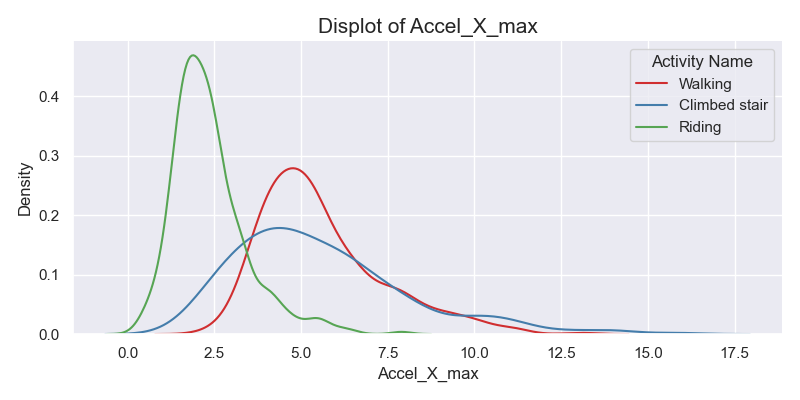 Displot of Accel_X_max
Activity Name
Walking
Climbed stair
Riding
Density
0.4
0.3
0.2
0.1
0.0
0.0 2.5 5.0 7.5 10.0 12.5 15.0 17.5
Accel_X_max